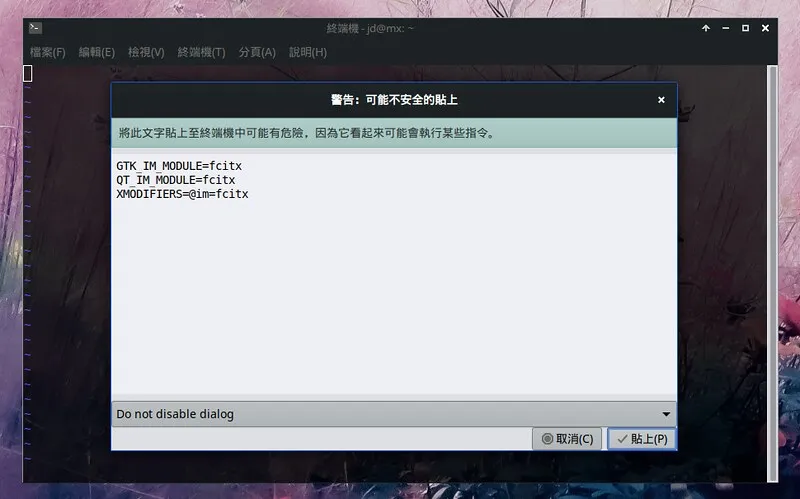 終端機 - jd@mx: ~
檔案(F) 編輯(E) 檢視(V) 終端機(T) 分頁(A) 說明(H)
警告：可能不安全的貼上
將此文字貼上至終端機中可能有危險，因為它看起來可能會執行某些指令。
GTK_IM_MODULE=fcitx
QT_IM_MODULE=fcitx
XMODIFIERS=@im=fcitx
Do not disable dialog
取消(C) 貼上(P)